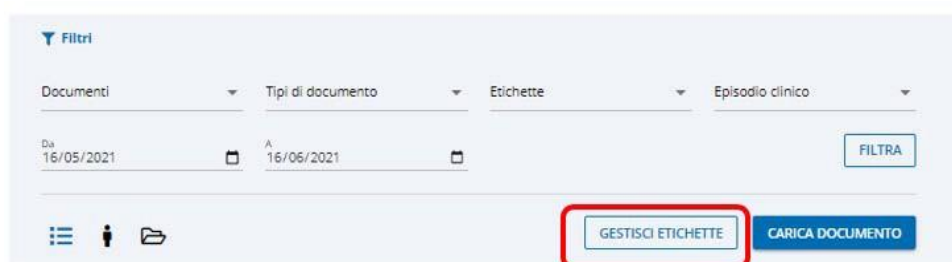 Filtri
Documenti Tipi di documento Etichette Episodio clinico
Da A
16/05/2021 16/06/2021 FILTRA
GESTISCI ETICHETTE CARICA DOCUMENTO